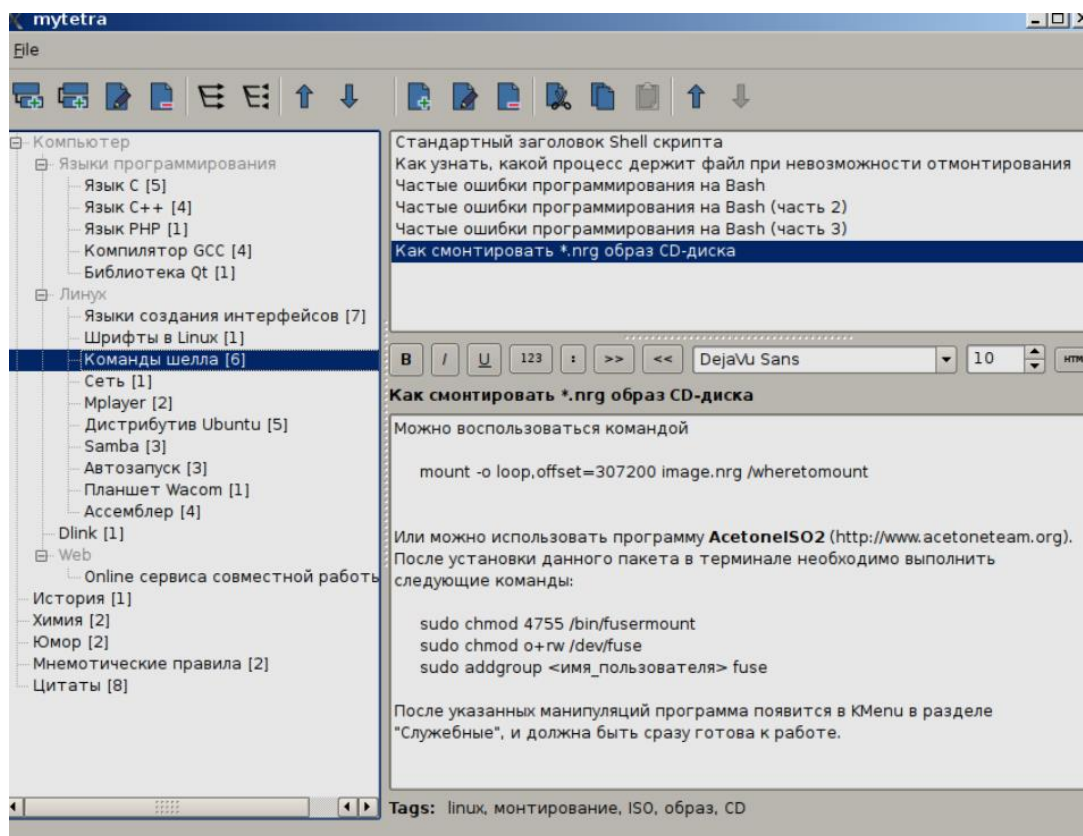 mytetra
File
Компьютер
Языки программирования
Язык C [5]
Язык C++ [4]
Язык PHP [1]
Компилятор GCC [4]
Библиотека Qt [1]
Линух
Языки создания интерфейсов [7]
Шрифты в Linux [1]
Команды шелла [6]
Сеть [1]
Mplayer [2]
Дистрибутив Ubuntu [5]
Samba [3]
Автозапуск [3]
Планшет Wacom [1]
Ассемблер [4]
Dlink [1]
Web
Online сервиса совместной работь
История [1]
Химия [2]
Юмор [2]
Мнемотические правила [2]
Цитаты [8]
Стандартный заголовок Shell скрипта
Как узнать, какой процесс держит файл при невозможности отмонтирования
Частые ошибки программирования на Bash
Частые ошибки программирования на Bash (часть 2)
Частые ошибки программирования на Bash (часть 3)
Как смонтировать *.nrg образ CD-диска
B I U 123 : >> << DejaVu Sans 10 HTM
Как смонтировать *.nrg образ CD-диска
Можно воспользоваться командой
mount -o loop,offset=307200 image.nrg /wheretomount
Или можно использовать программу AcetoneISO2 (http://www.acetoneteam.org).
После установки данного пакета в терминале необходимо выполнить
следующие команды:
sudo chmod 4755 /bin/fusermount
sudo chmod o+rw /dev/fuse
sudo addgroup <имя_пользователя> fuse
После указанных манипуляций программа появится в KMenu в разделе
"Служебные", и должна быть сразу готова к работе.
Tags: linux, монтирование, ISO, образ, CD